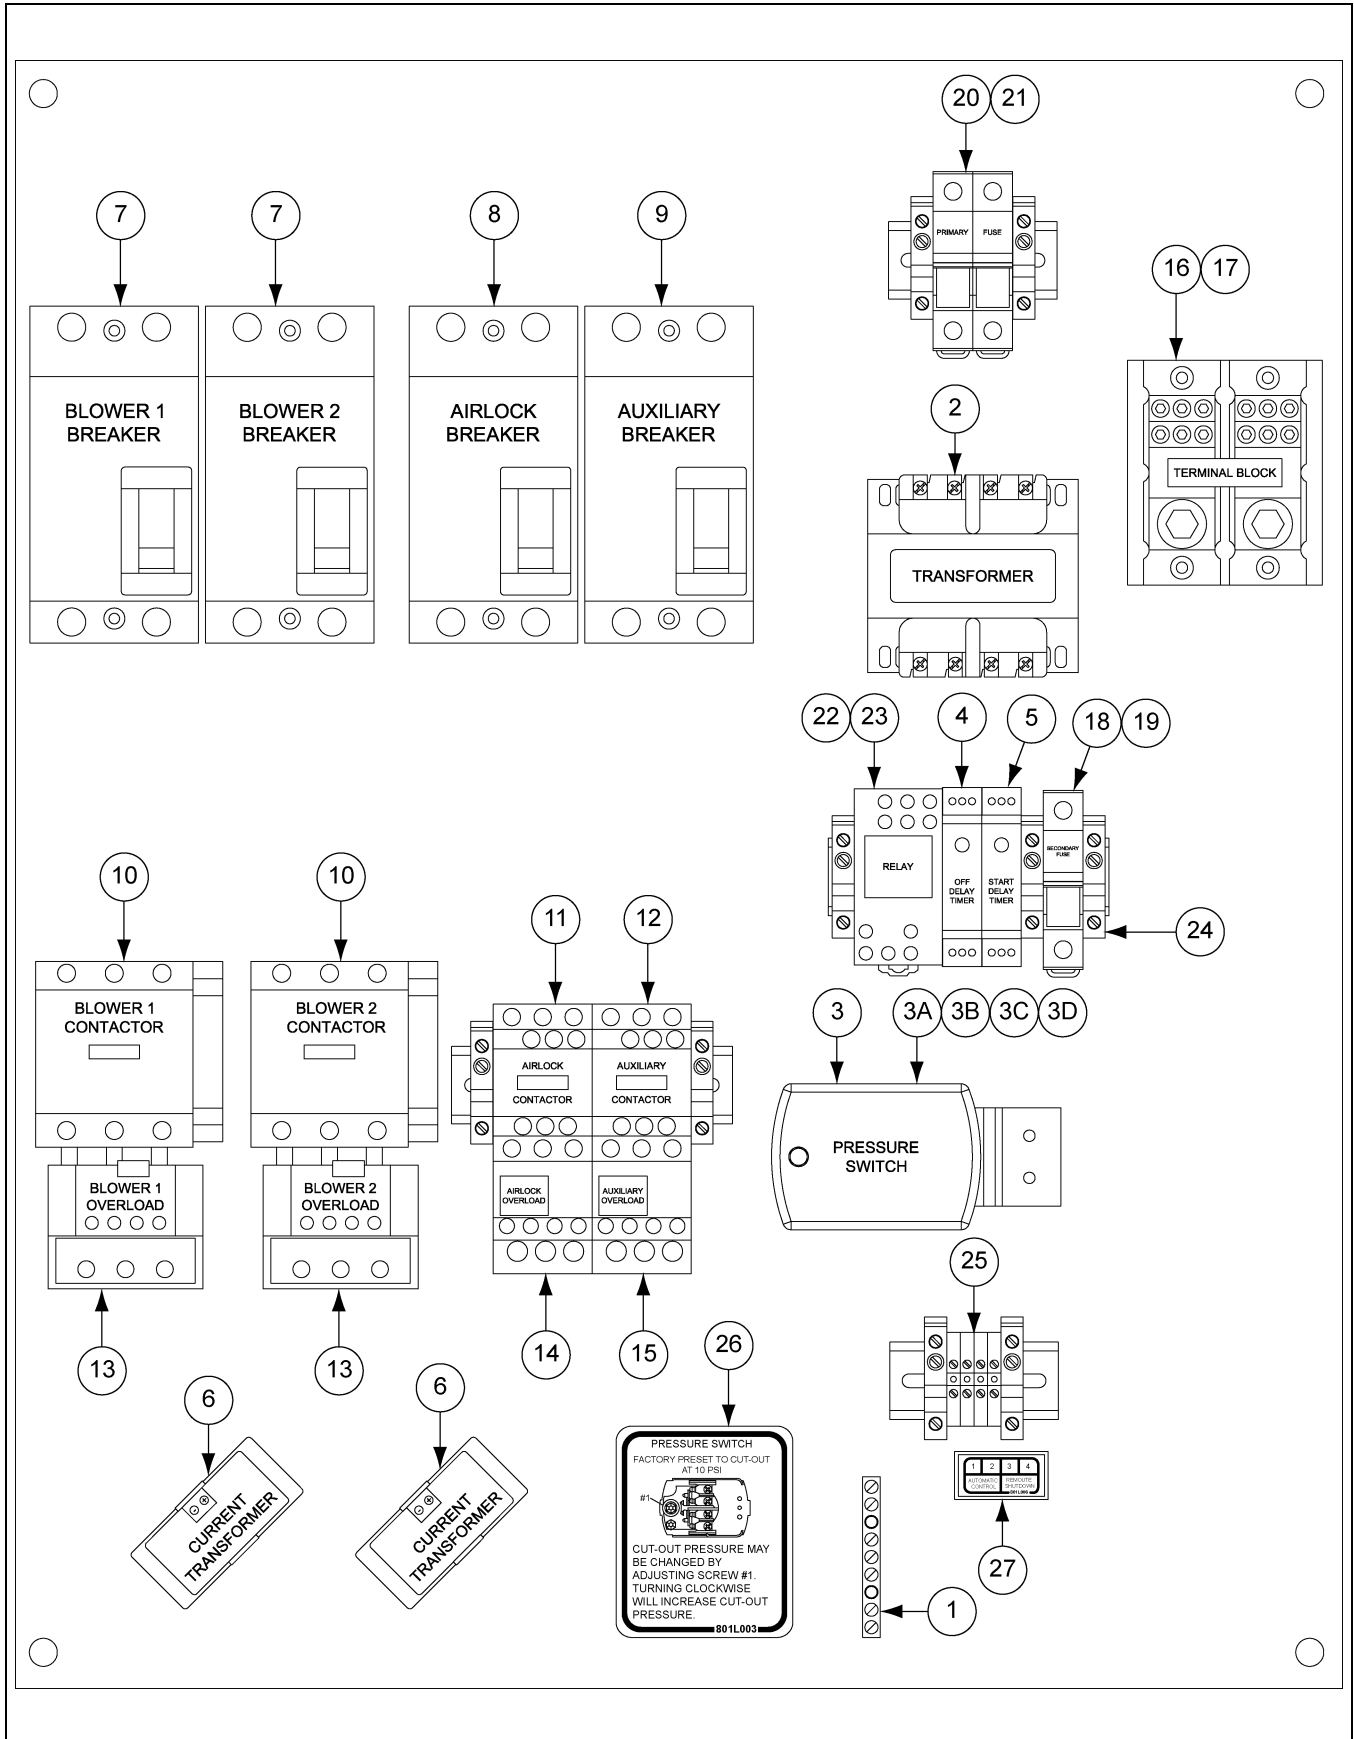 20 21
7 7 8 9
PRIMARY FUSE
16 17
BLOWER 1
BREAKER
BLOWER 2
BREAKER
AIRLOCK
BREAKER
AUXILIARY
BREAKER
2
TERMINAL BLOCK
TRANSFORMER
22 23 4 5 18 19
RELAY
OFF
DELAY
TIMER
START
DELAY
TIMER
SECONDARY
FUSE
24
10 10 11 12
BLOWER 1
CONTACTOR
BLOWER 2
CONTACTOR
AIRLOCK
CONTACTOR
AUXILIARY
CONTACTOR
3 3A 3B 3C 3D
PRESSURE
SWITCH
BLOWER 1
OVERLOAD
BLOWER 2
OVERLOAD
AIRLOCK
OVERLOAD
AUXILIARY
OVERLOAD
13 13 14 15
25
26
6 6
CURRENT
TRANSFORMER
CURRENT
TRANSFORMER
PRESSURE SWITCH
FACTORY PRESET TO CUT-OUT
AT 10 PSI
#1
CUT-OUT PRESSURE MAY
BE CHANGED BY
ADJUSTING SCREW #1.
TURNING CLOCKWISE
WILL INCREASE CUT-OUT
PRESSURE.
801L003
1 2 3 4
AUTOMATIC
CONTROL
REMOUTE
SHUTDOWN
801L006
27
1